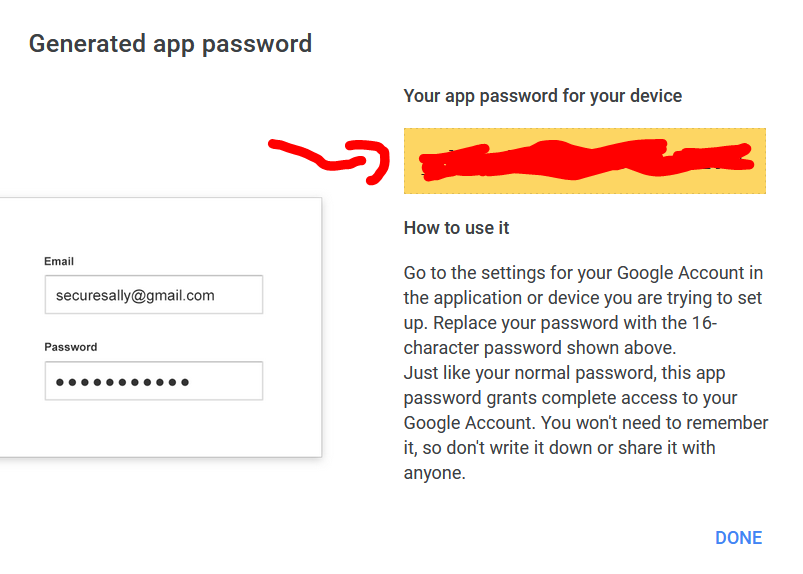 Generated app password
Your app password for your device
How to use it
Go to the settings for your Google Account in
the application or device you are trying to set
up. Replace your password with the 16-
character password shown above.
Just like your normal password, this app
password grants complete access to your
Google Account. You won't need to remember
it, so don't write it down or share it with
anyone.
Email
securesally@gmail.com
Password
●●●●●●●●●●●
DONE